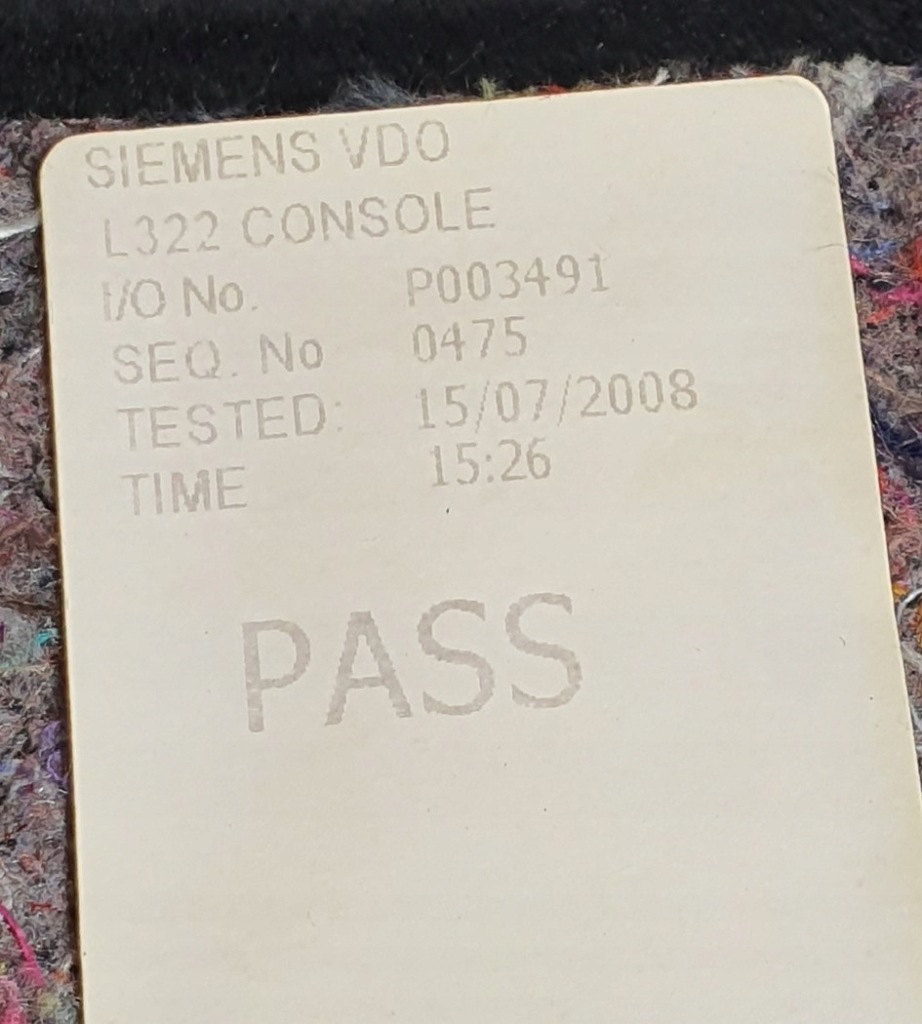 SIEMENS VDO
L322 CONSOLE
I/O No. P003491
SEQ. No 0475
TESTED: 15/07/2008
TIME 15:26
PASS